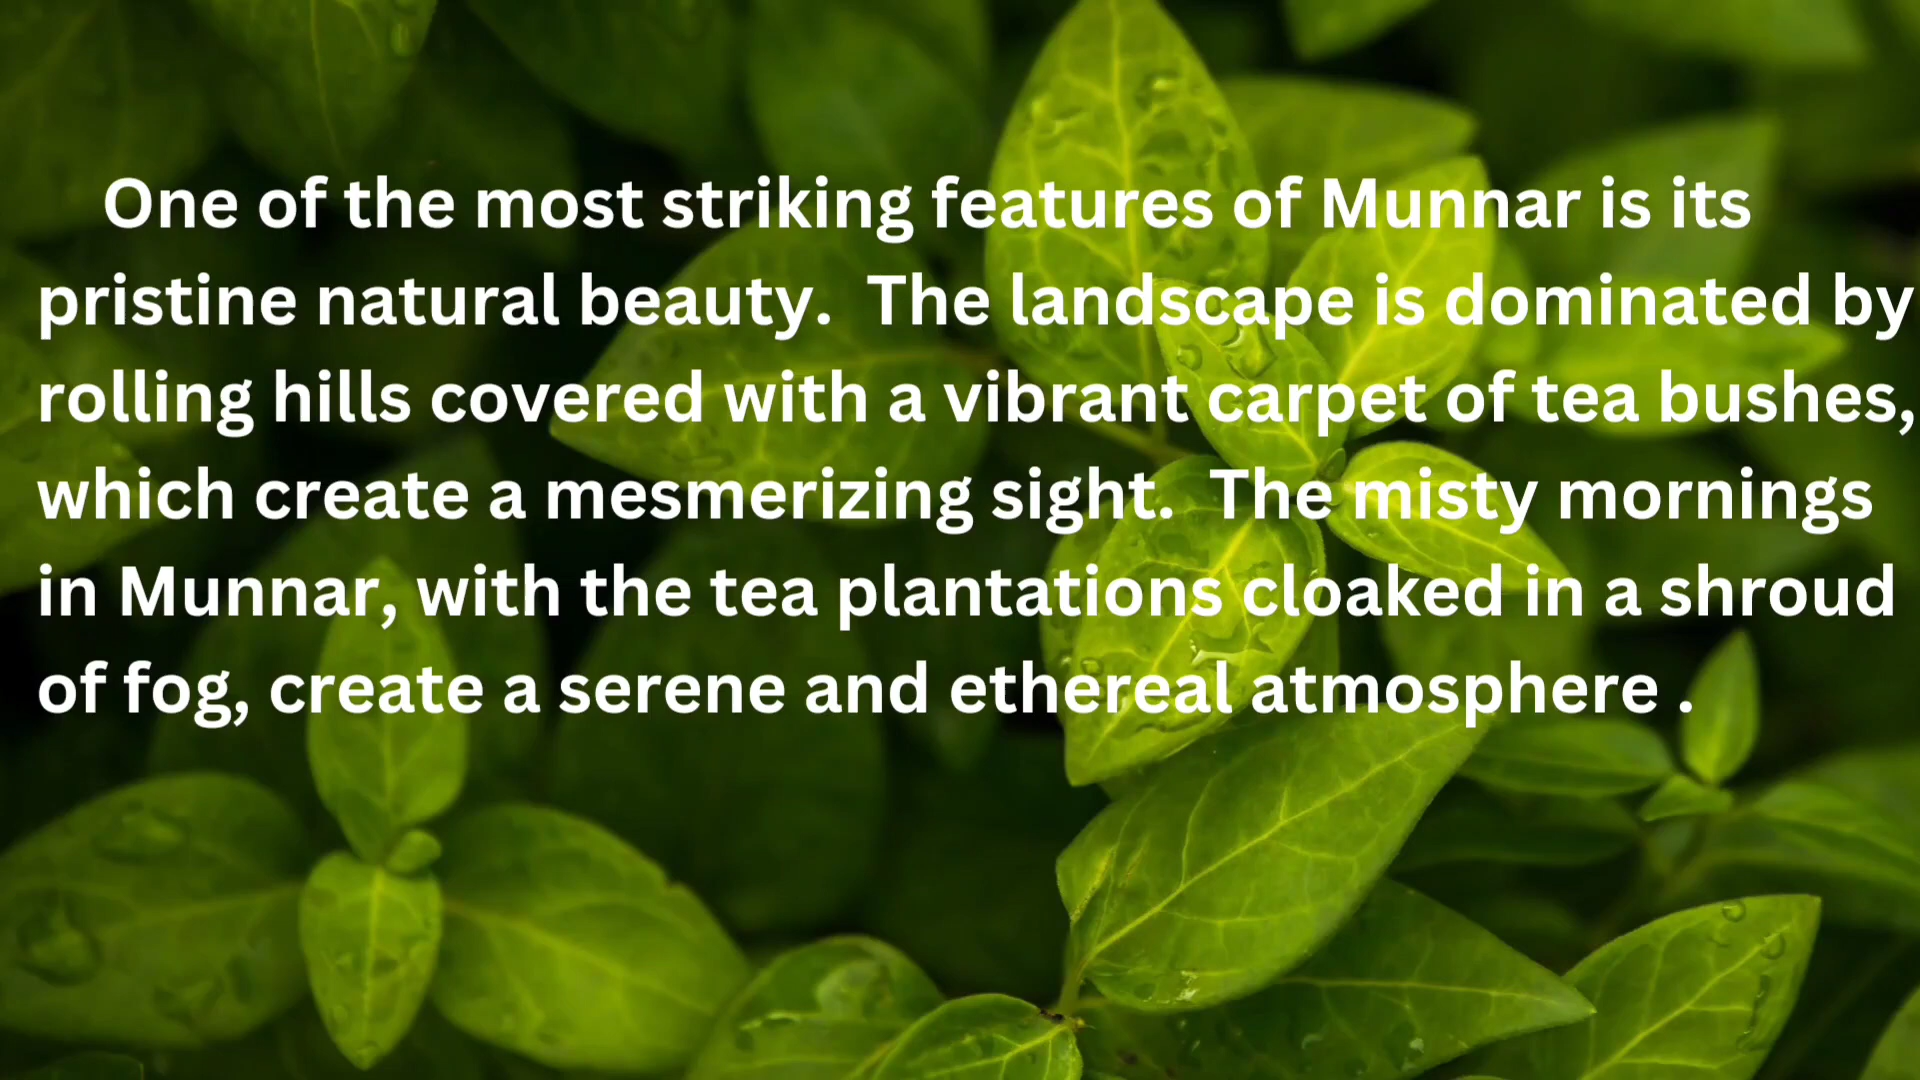 One of the most striking features of Munnar is its
pristine natural beauty.  The landscape is dominated by
rolling hills covered with a vibrant carpet of tea bushes,
which create a mesmerizing sight.  The misty mornings
in Munnar, with the tea plantations cloaked in a shroud
of fog, create a serene and ethereal atmosphere .